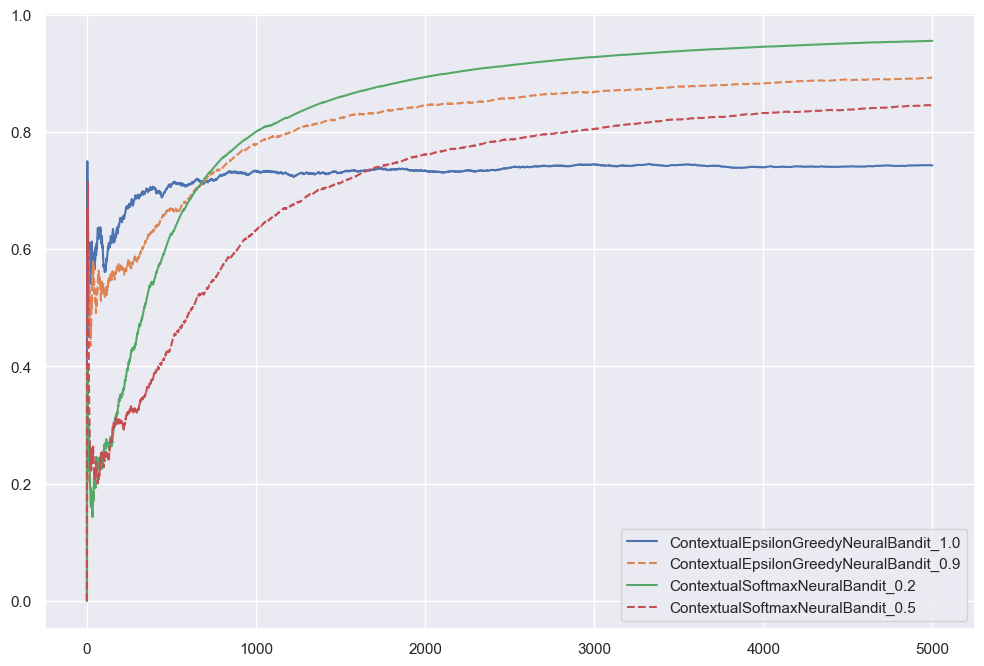 1.0
0.8
0.6
0.4
0.2
0.0
0 1000 2000 3000 4000 5000
ContextualEpsilonGreedyNeuralBandit_1.0
ContextualEpsilonGreedyNeuralBandit_0.9
ContextualSoftmaxNeuralBandit_0.2
ContextualSoftmaxNeuralBandit_0.5